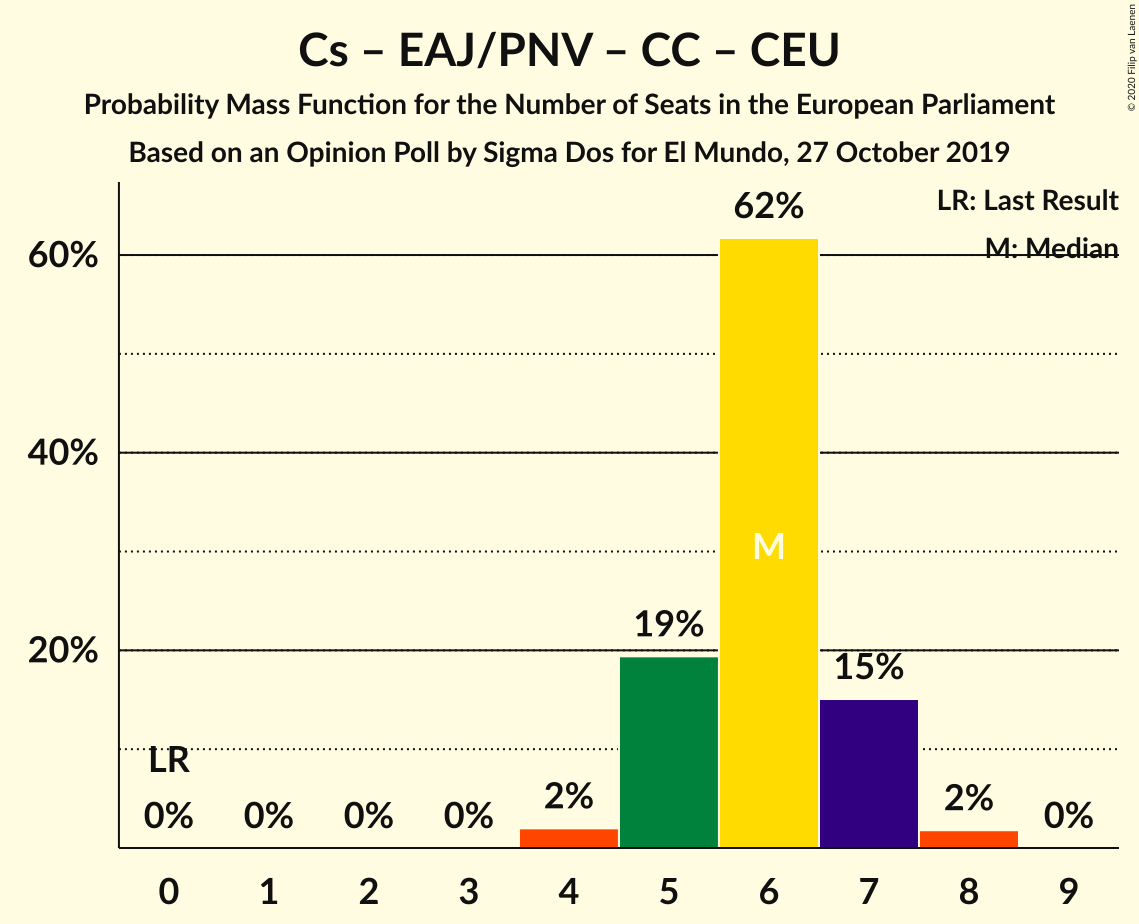 Cs – EAJ/PNV – CC – CEU
Probability Mass Function for the Number of Seats in the European Parliament
Based on an Opinion Poll by Sigma Dos for El Mundo, 27 October 2019
© 2020 Filip van Laenen
LR: Last Result
M: Median
60%
40%
20%
LR
0%
0%
0%
0%
2%
19%
62%
M
15%
2%
0%
0 1 2 3 4 5 6 7 8 9